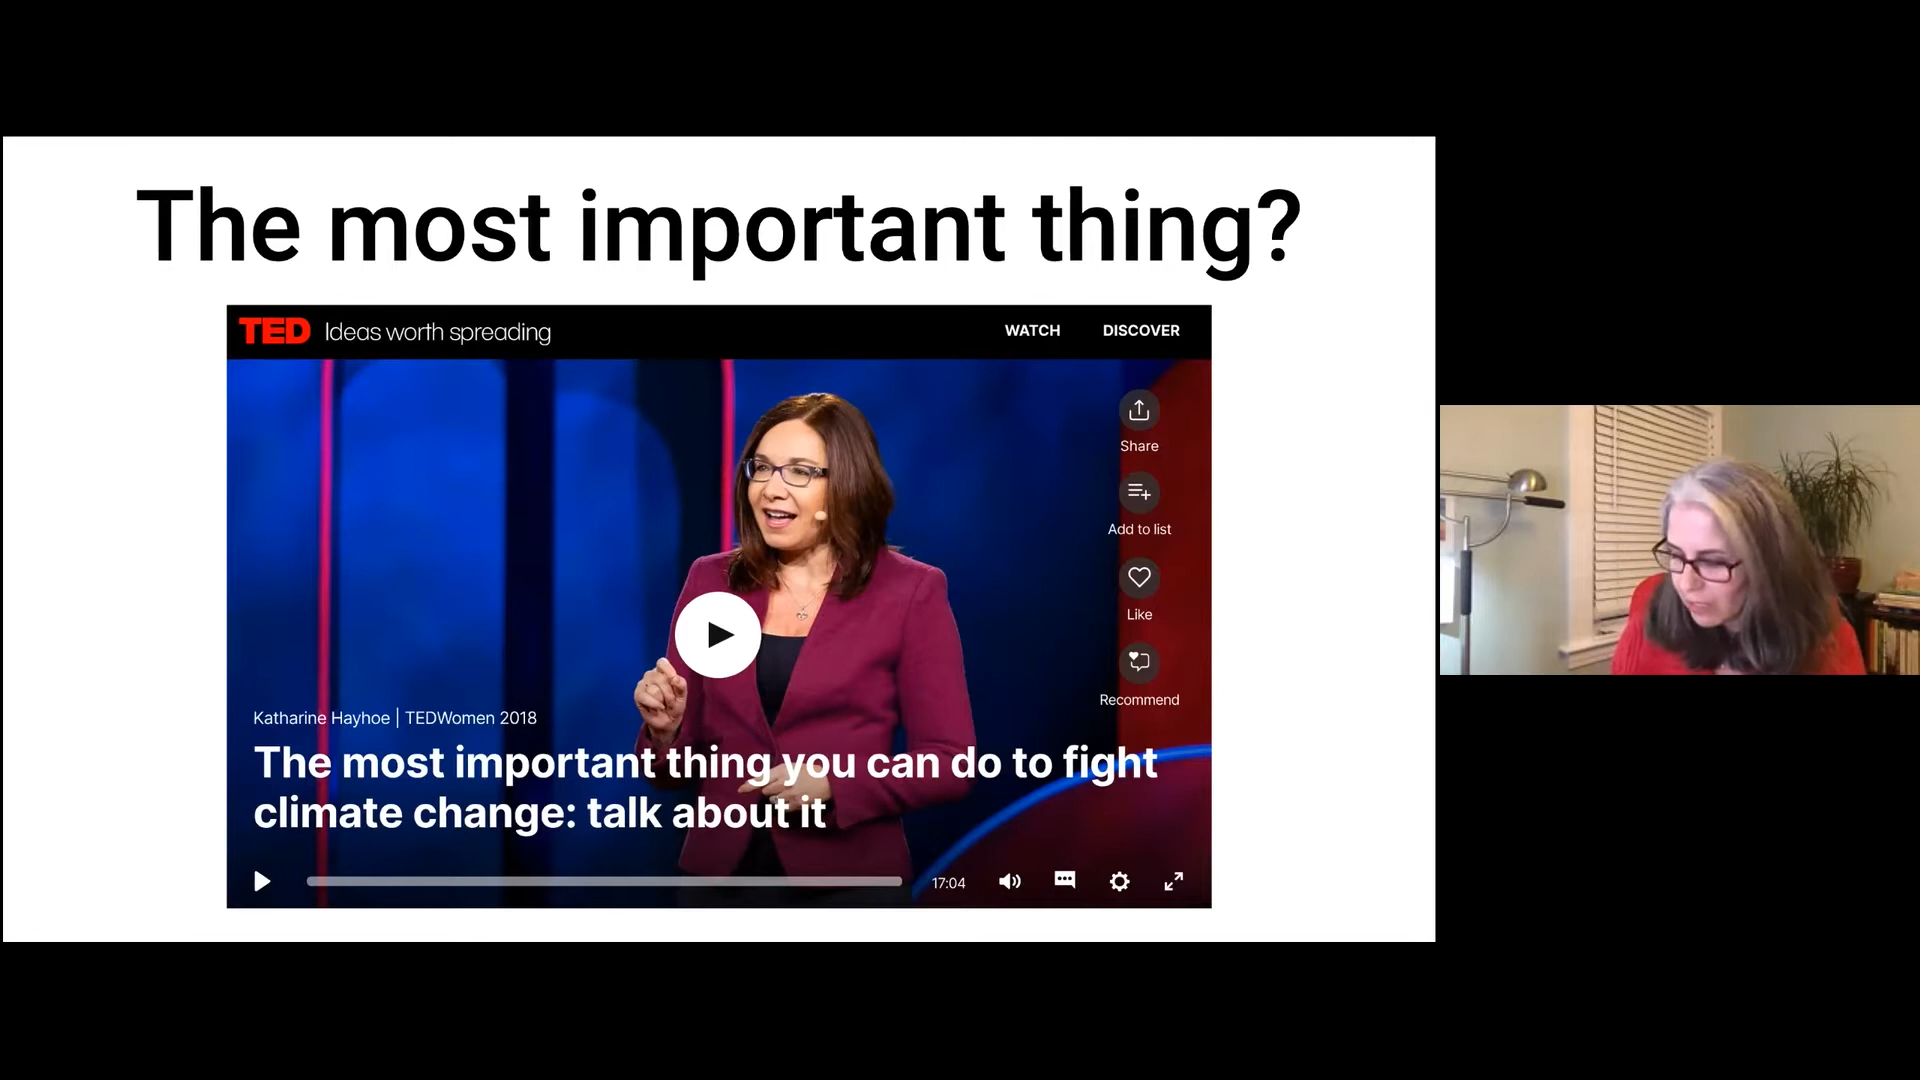 The most important thing?
TED Ideas worth spreading
WATCH DISCOVER
Share
Add to list
Like
Recommend
Katharine Hayhoe | TEDWomen 2018
The most important thing you can do to fight
climate change: talk about it
17:04